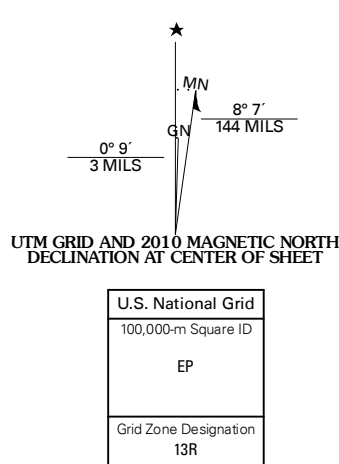 MN
8° 7´
144 MILS
GN
0° 9´
3 MILS
UTM GRID AND 2010 MAGNETIC NORTH
DECLINATION AT CENTER OF SHEET
U.S. National Grid
100,000-m Square ID
EP
Grid Zone Designation
13R